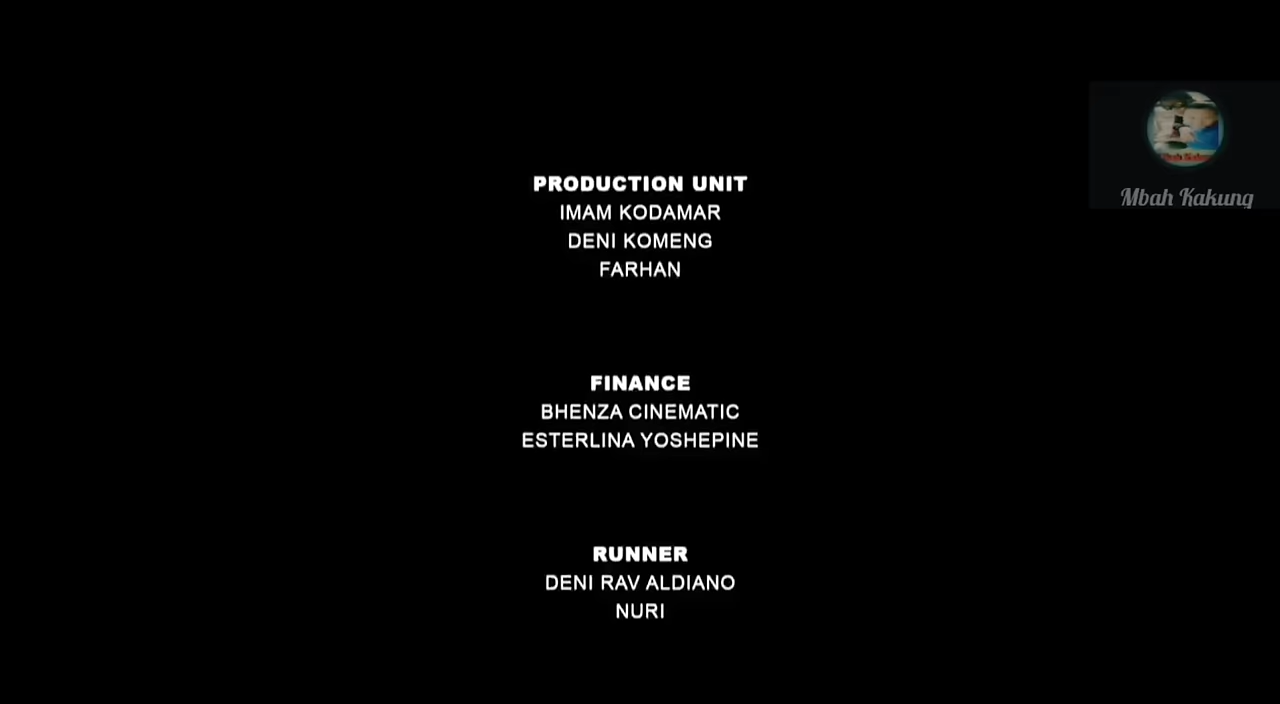 PRODUCTION UNIT
IMAM KODAMAR
DENI KOMENG
FARHAN
Mbah Kakung
FINANCE
BHENZA CINEMATIC
ESTERLINA YOSHEPINE
RUNNER
DENI RAV ALDIANO
NURI